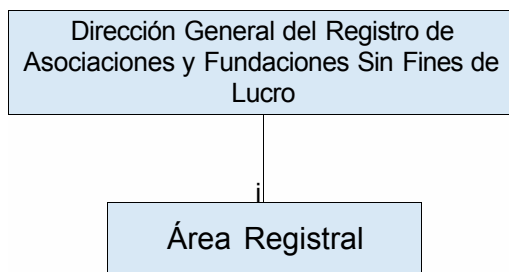 Dirección General del Registro de
Asociaciones y Fundaciones Sin Fines de
Lucro
i
Área Registral